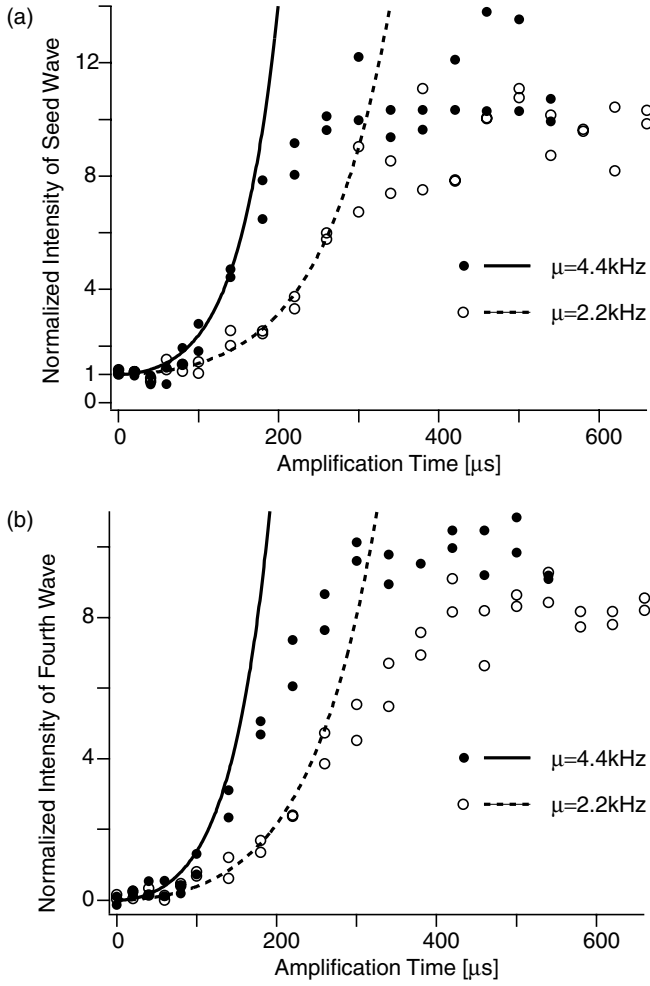 (a)
Normalized Intensity of Seed Wave
12
8
4
1
0
μ=4.4kHz
μ=2.2kHz
0 200 400 600
Amplification Time [μs]
(b)
Normalized Intensity of Fourth Wave
8
4
0
μ=4.4kHz
μ=2.2kHz
0 200 400 600
Amplification Time [μs]